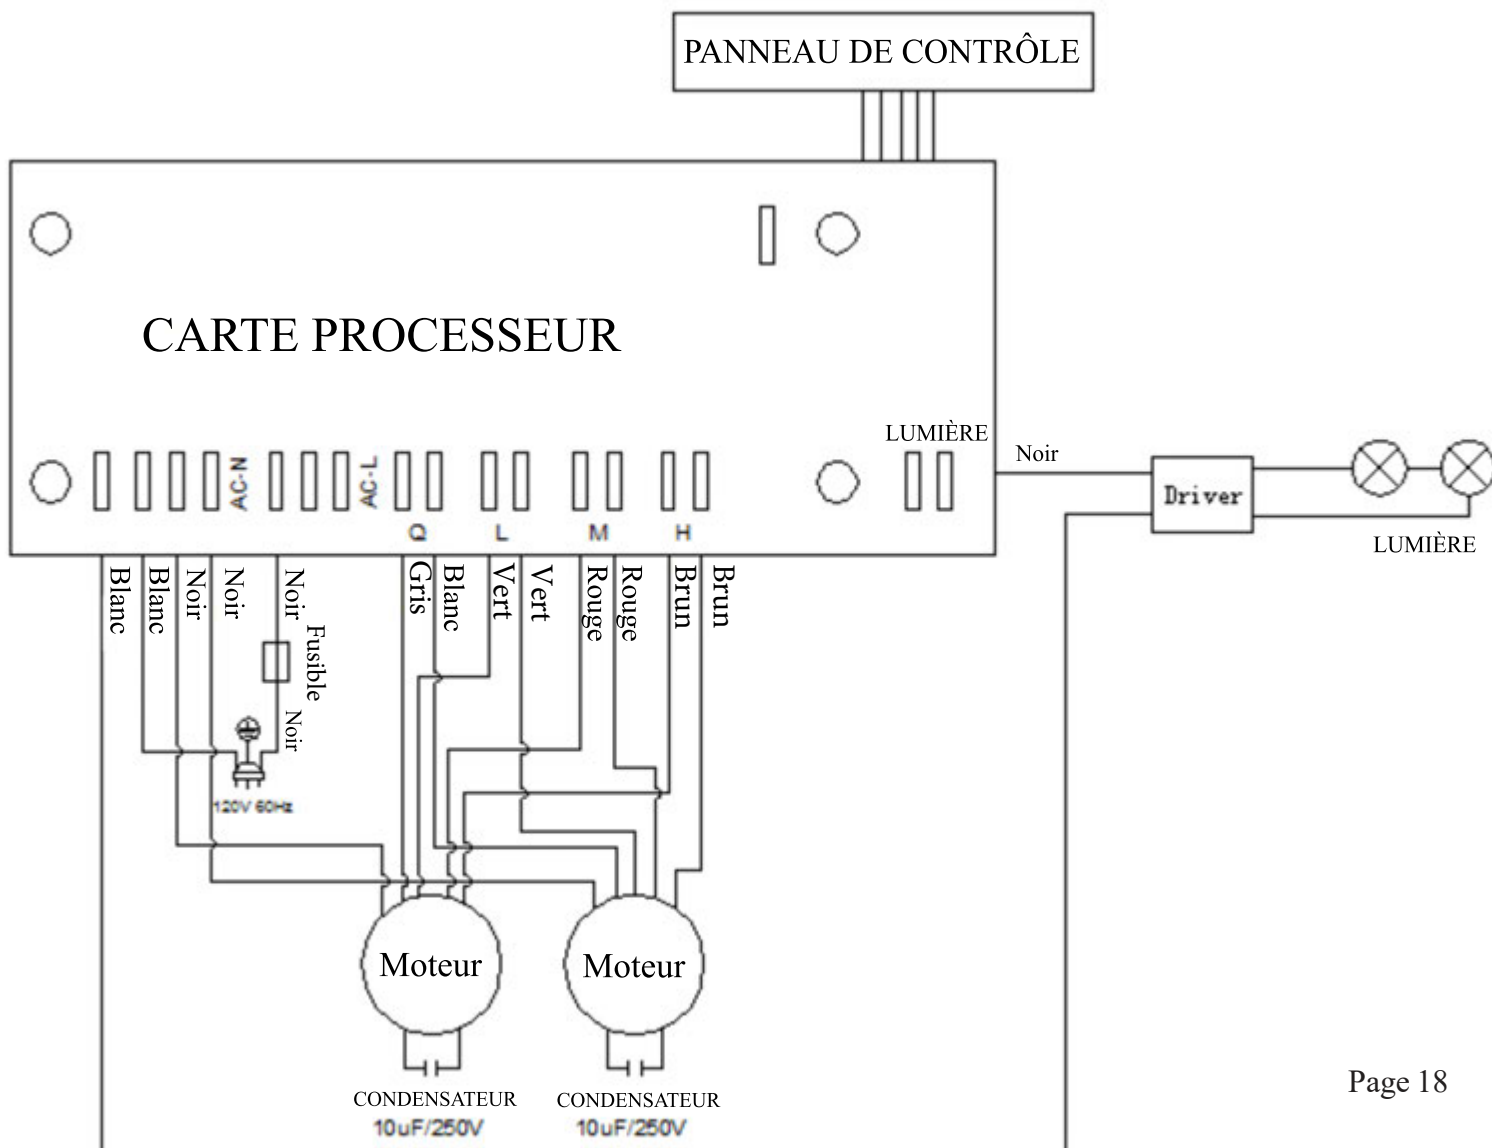 PANNEAU DE CONTRÔLE
CARTE PROCESSEUR
LUMIÈRE
Noir
Driver
LUMIÈRE
AC-N
AC-L
Q
L
M
H
Blanc
Blanc
Noir
Noir
Noir
Gris
Blanc
Vert
Vert
Rouge
Rouge
Brun
Brun
Fusible
Noir
120V 60Hz
Moteur
Moteur
CONDENSATEUR
10uF/250V
CONDENSATEUR
10uF/250V
Page 18